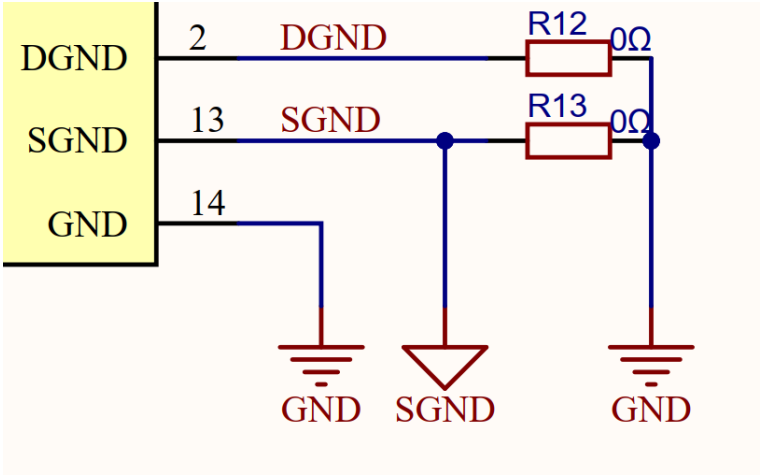 R12
2 DGND 0Ω
DGND
R13
13 SGND 0Ω
SGND
14
GND
GND SGND GND